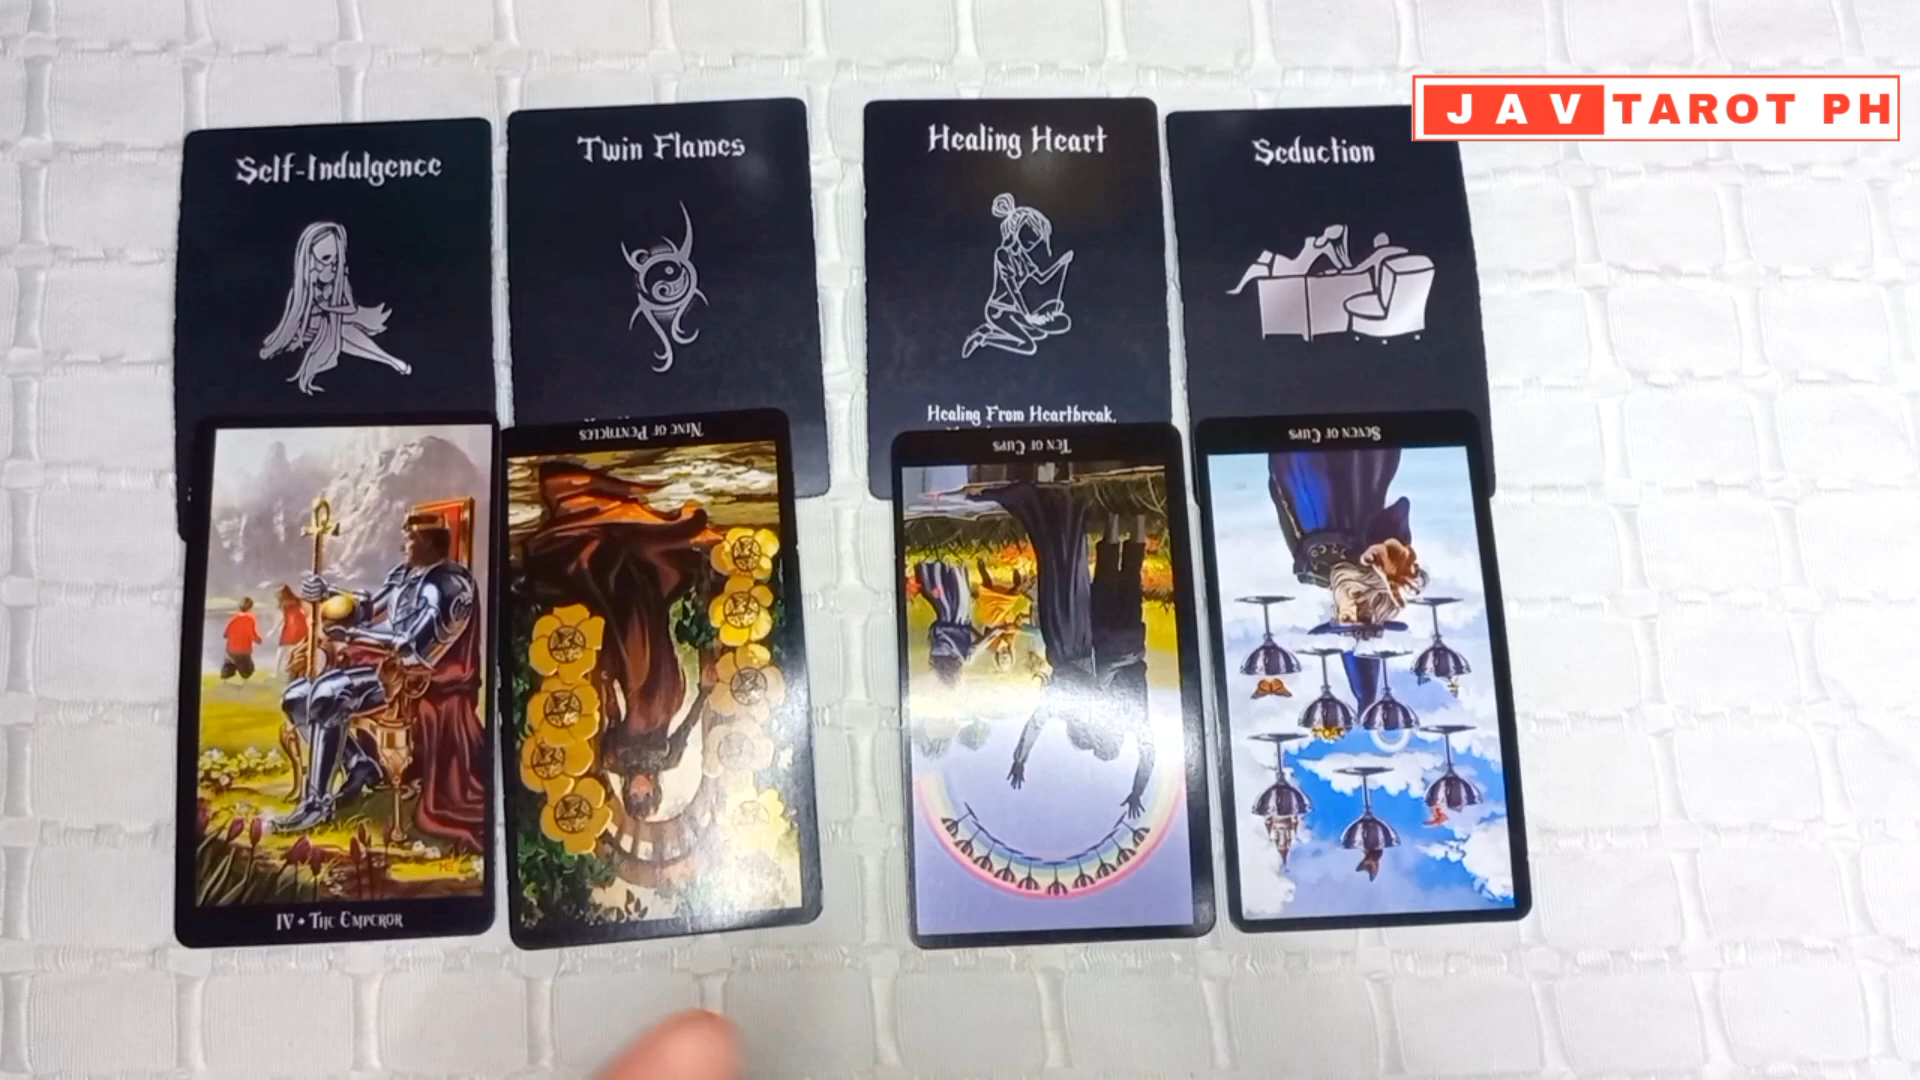 JAV TAROT PH
Self-Indulgence
Twin Flames
Healing Heart
Seduction
Healing From Heartbreak,
Nine of Pentacles
Ten of Cups
Seven of Cups
IV • The Emperor